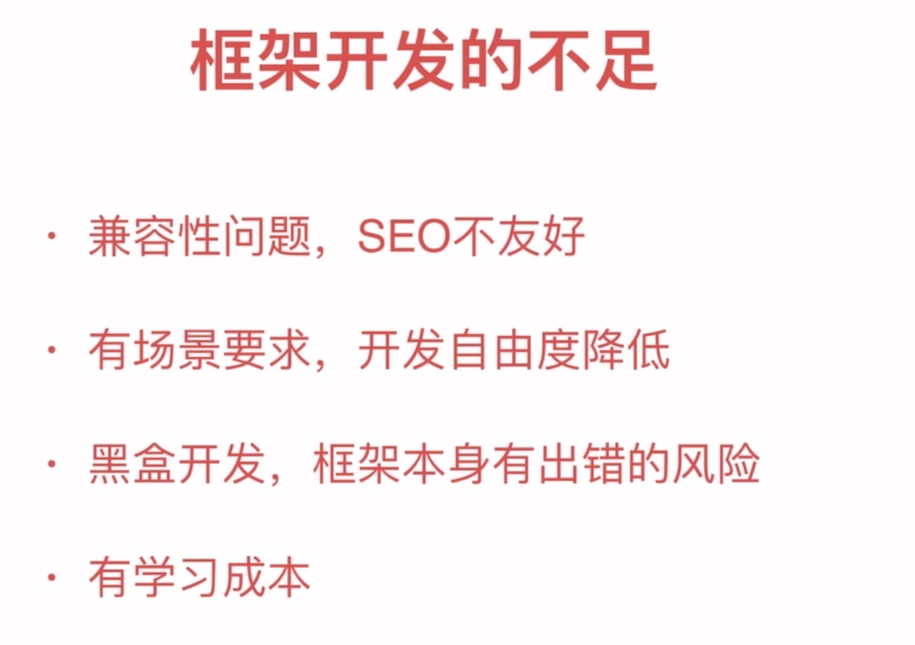 框架开发的不足
· 兼容性问题，SEO不友好
· 有场景要求，开发自由度降低
· 黑盒开发，框架本身有出错的风险
· 有学习成本